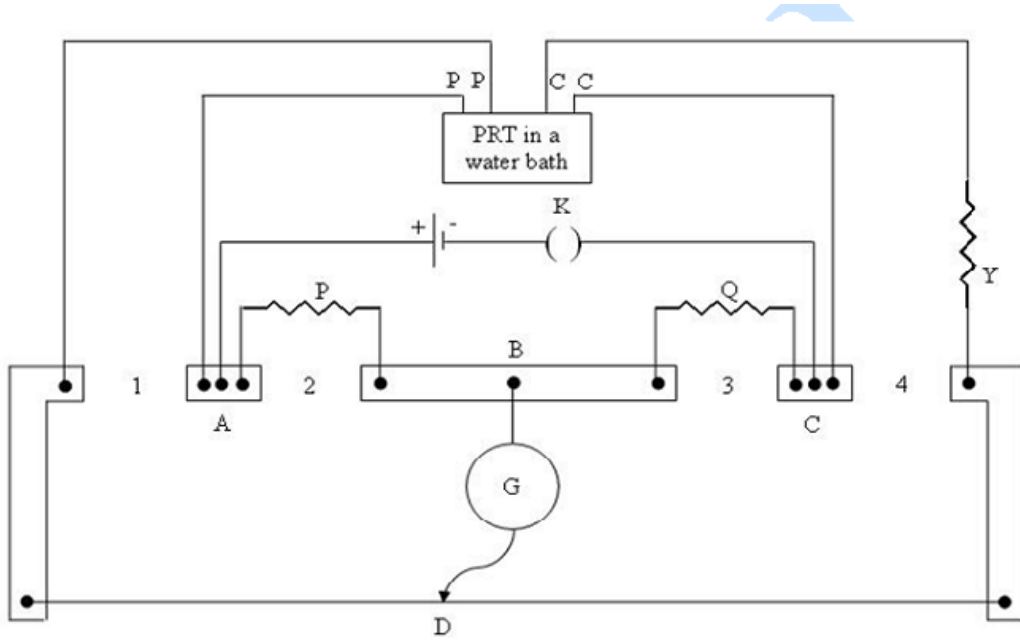 P P C C
PRT in a
water bath
K
+ -
Y
P Q
B
1 2 3 4
A C
G
D